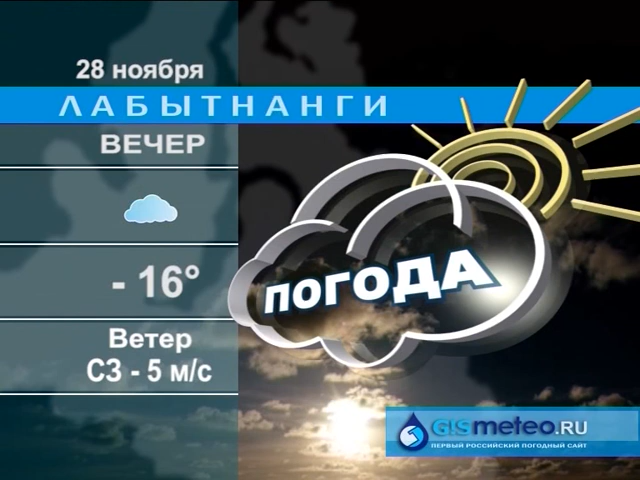 28 ноября
ЛАБЫТНАНГИ
ВЕЧЕР
- 16°
Ветер
СЗ - 5 м/с
ПОГОДА
GISmeteo.RU
ПЕРВЫЙ РОССИЙСКИЙ ПОГОДНЫЙ САЙТ